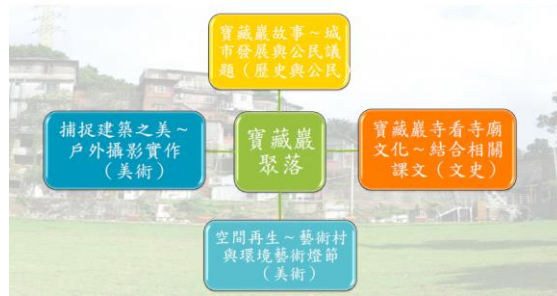 寶藏巖故事~城
市發展與公民議
題（歷史與公民
捕捉建築之美~
戶外攝影實作
（美術）
寶藏巖
聚落
寶藏巖寺看寺廟
文化~結合相關
課文（文史）
空間再生~藝術村
與環境藝術燈節
（美術）